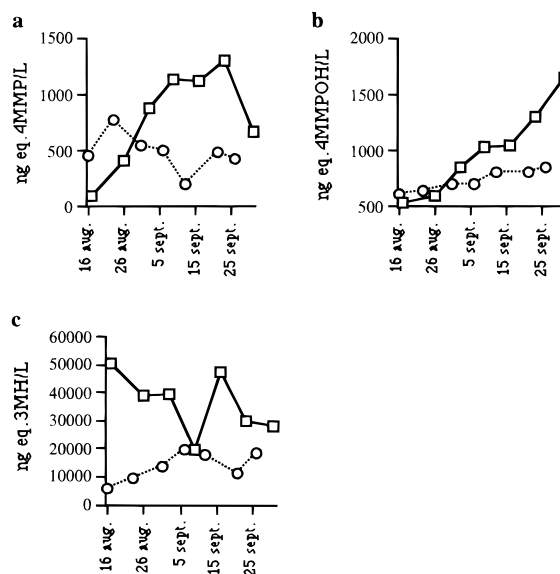 a
ng eq. 4MMP/L
1500
1000
500
0
16 aug.
26 aug.
5 sept.
15 sept.
25 sept.
b
ng eq. 4MMPOH/L
2000
1500
1000
500
16 aug.
26 aug.
5 sept.
15 sept.
25 sept.
c
ng eq. 3MH/L
60000
50000
40000
30000
20000
10000
0
16 aug.
26 aug.
5 sept.
15 sept.
25 sept.